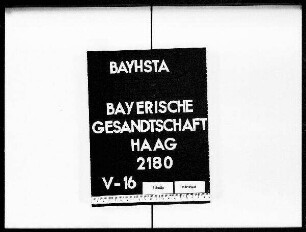 BAYHSTA
BAYERISCHE
GESANDTSCHAFT
HAAG
2180
V-16